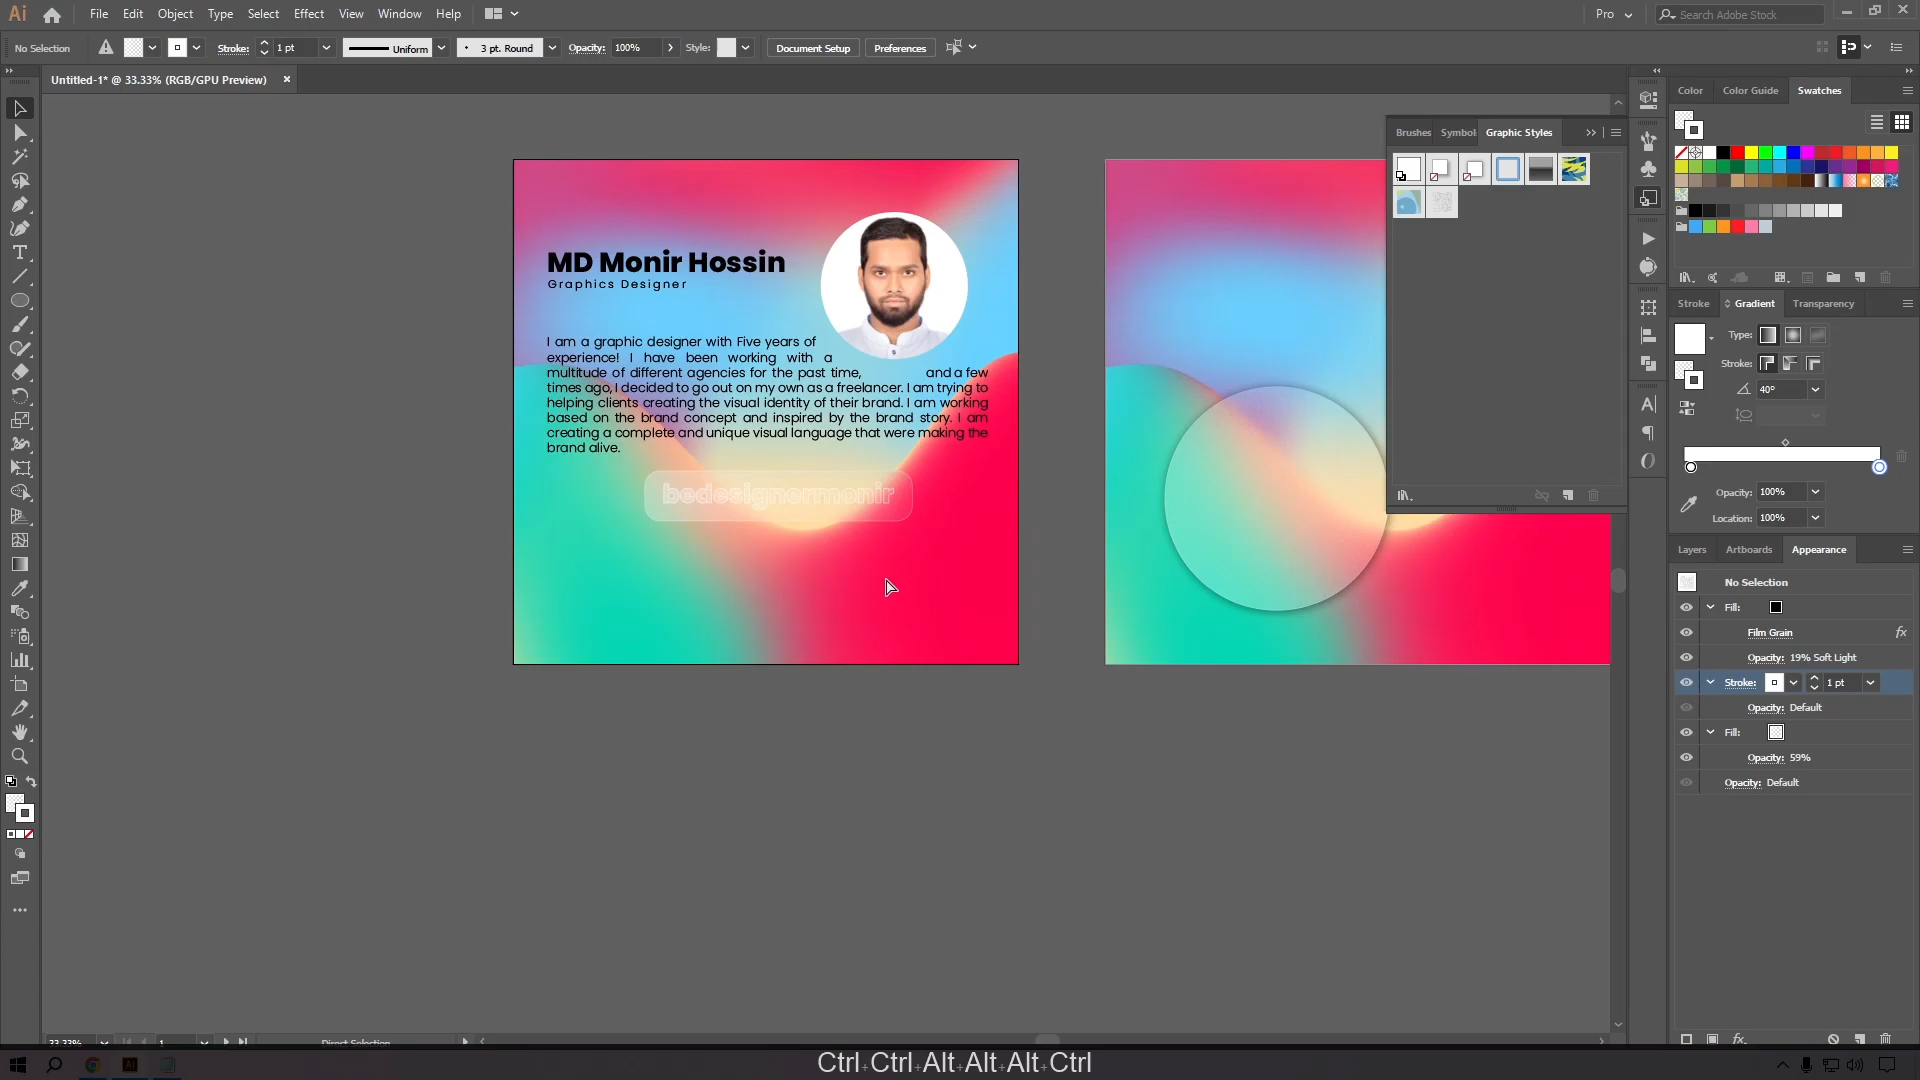 Ai File Edit Object Type Select Effect View Window Help Pro Search Adobe Stock
No Selection Stroke: 1 pt Uniform 3 pt. Round Opacity: 100% Style: Document Setup Preferences
Untitled-1* @ 33.33% (RGB/GPU Preview)
MD Monir Hossin
Graphics Designer
I am a graphic designer with Five years of
experience! I have been working with a
multitude of different agencies for the past time, and a few
times ago, I decided to go out on my own as a freelancer. I am trying to
helping clients creating the visual identity of their brand. I am working
based on the brand concept and inspired by the brand story. I am
creating a complete and unique visual language that were making the
brand alive.
bedesignermonir
Brushes Symbol Graphic Styles
Color Color Guide Swatches
Stroke Gradient Transparency
Type:
Stroke:
40°
Opacity: 100%
Location: 100%
Layers Artboards Appearance
No Selection
Fill:
Film Grain fx
Opacity: 19% Soft Light
Stroke: 1 pt
Opacity: Default
Fill:
Opacity: 59%
Opacity: Default
fx.
33.33% 1 Direct Selection
Ctrl+Ctrl+Alt+Alt+Alt+Ctrl